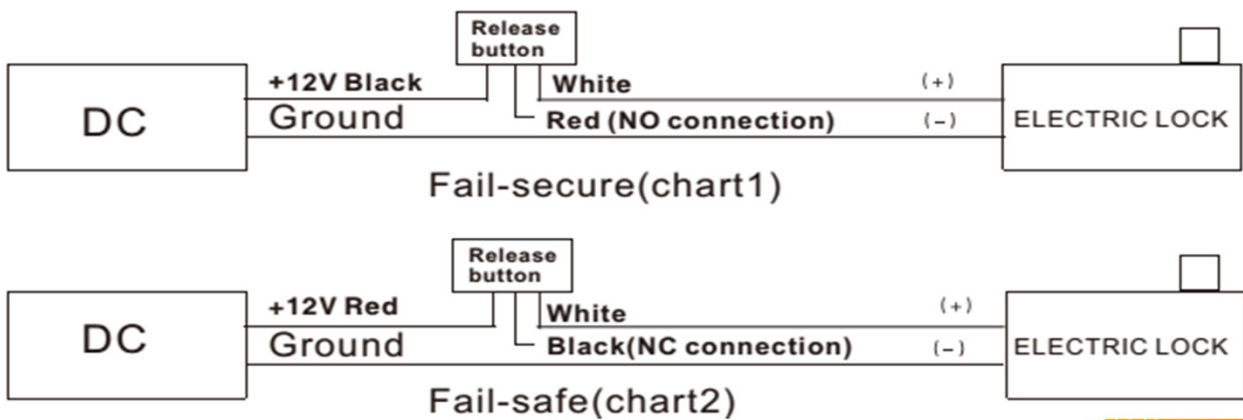 Release
button
+12V Black
White
(+)
DC
Ground
Red (NO connection)
(-)
ELECTRIC LOCK
Fail-secure(chart1)
Release
button
+12V Red
White
(+)
DC
Ground
Black(NC connection)
(-)
ELECTRIC LOCK
Fail-safe(chart2)